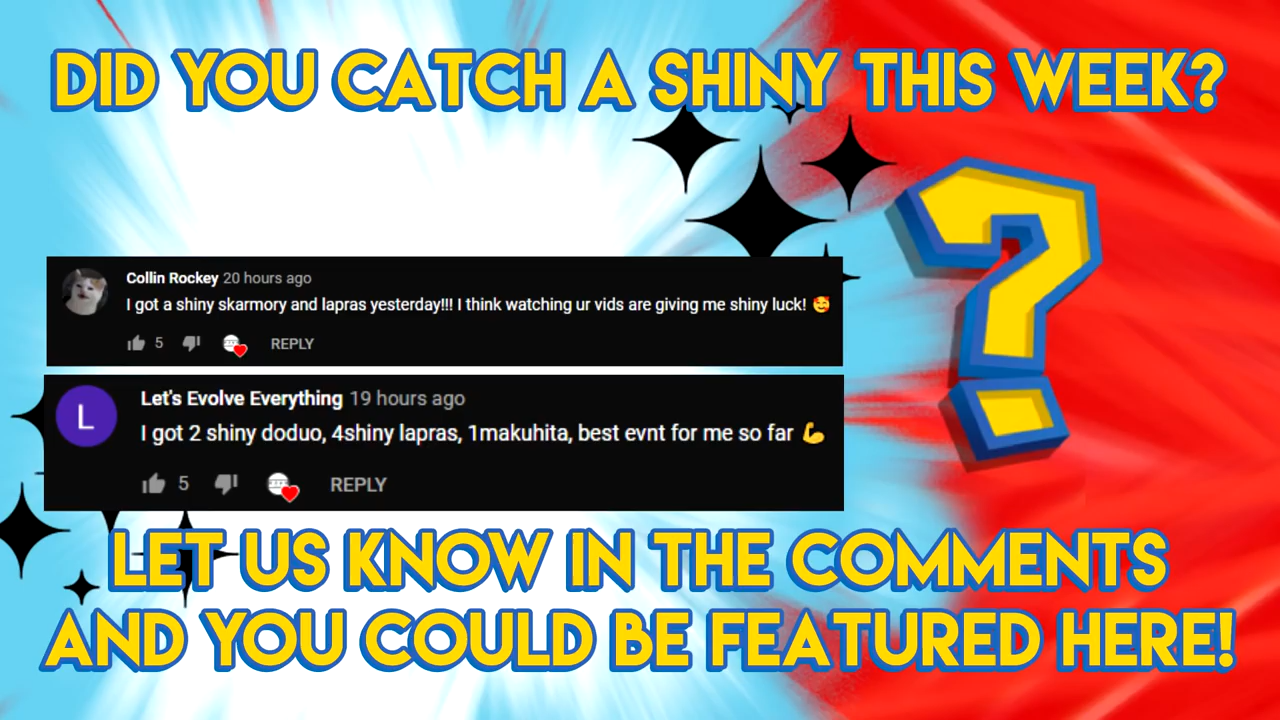 DID YOU CATCH A SHINY THIS WEEK?
?
Collin Rockey 20 hours ago
I got a shiny skarmory and lapras yesterday!!! I think watching ur vids are giving me shiny luck! 🥰
5 REPLY
L
Let's Evolve Everything 19 hours ago
I got 2 shiny doduo, 4shiny lapras, 1makuhita, best evnt for me so far 💪
5 REPLY
LET US KNOW IN THE COMMENTS
AND YOU COULD BE FEATURED HERE!